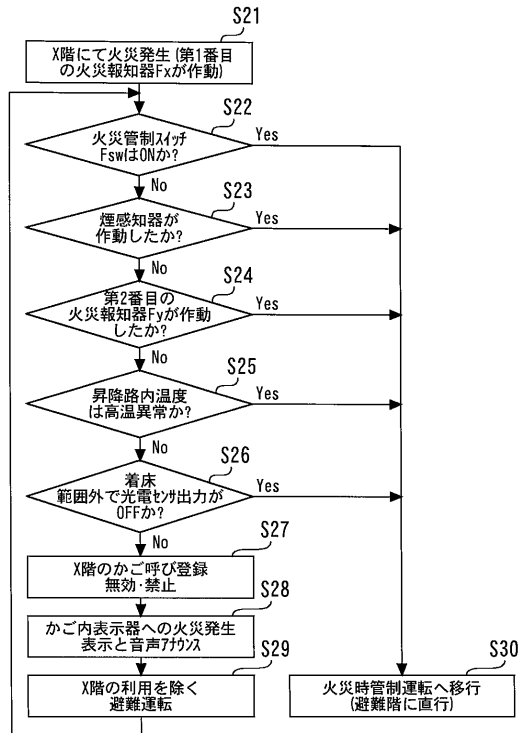 S21
X階にて火災発生(第1番目
の火災報知器Fxが作動)
S22
火災管制スイッチ
FswはONか?
Yes
No
S23
煙感知器が
作動したか?
Yes
No
S24
第2番目の
火災報知器Fyが作動
したか?
Yes
No
S25
昇降路内温度
は高温異常か?
Yes
No
S26
着床
範囲外で光電センサ出力が
OFFか?
Yes
No
S27
X階のかご呼び登録
無効・禁止
S28
かご内表示器への火災発生
表示と音声アナウンス
S29
X階の利用を除く
避難運転
S30
火災時管制運転へ移行
(避難階に直行)